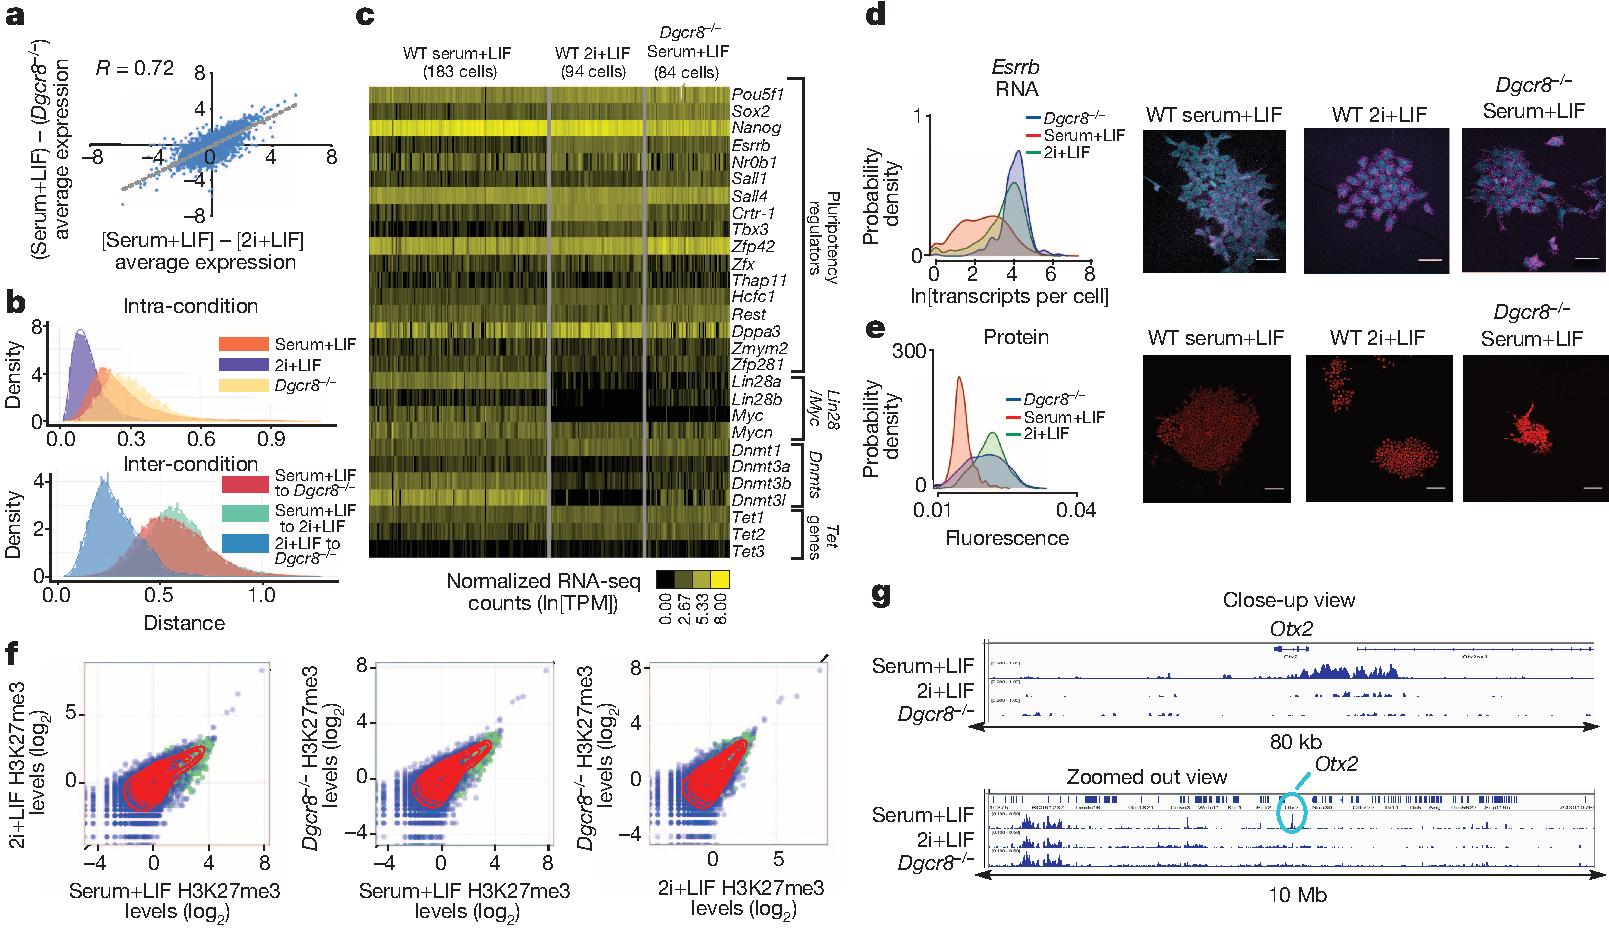 a
R = 0.72
(Serum+LIF) – (Dgcr8–/–)
average expression
8
4
–8
–4
0
4
8
–4
–8
[Serum+LIF] – [2i+LIF]
average expression
b
Intra-condition
Density
8
4
0
Serum+LIF
2i+LIF
Dgcr8–/–
0.0
0.3
0.6
0.9
Inter-condition
Density
4
2
0
Serum+LIF
to Dgcr8–/–
Serum+LIF
to 2i+LIF
2i+LIF to
Dgcr8–/–
0.0
0.5
1.0
Distance
c
WT serum+LIF
(183 cells)
WT 2i+LIF
(94 cells)
Dgcr8–/–
Serum+LIF
(84 cells)
Pou5f1
Sox2
Nanog
Esrrb
Nr0b1
Sall1
Sall4
Crtr-1
Tbx3
Zfp42
Zfx
Thap11
Hcfc1
Rest
Dppa3
Zmym2
Zfp281
Lin28a
Lin28b
Myc
Mycn
Dnmt1
Dnmt3a
Dnmt3b
Dnmt3l
Tet1
Tet2
Tet3
Pluripotency
regulators
Lin28
/Myc
Dnmts
Tet
genes
Normalized RNA-seq
counts (ln[TPM])
0.00
2.67
5.33
8.00
d
Esrrb
RNA
Probability
density
1
0
Dgcr8–/–
Serum+LIF
2i+LIF
0
2
4
6
8
ln[transcripts per cell]
WT serum+LIF
WT 2i+LIF
Dgcr8–/–
Serum+LIF
e
Protein
Probability
density
300
0
Dgcr8–/–
Serum+LIF
2i+LIF
0.01
0.04
Fluorescence
WT serum+LIF
WT 2i+LIF
Dgcr8–/–
Serum+LIF
f
2i+LIF H3K27me3
levels (log2)
5
0
–4
0
4
8
Serum+LIF H3K27me3
levels (log2)
Dgcr8–/– H3K27me3
levels (log2)
8
4
0
–4
–4
0
4
8
Serum+LIF H3K27me3
levels (log2)
Dgcr8–/– H3K27me3
levels (log2)
8
4
0
–4
0
5
2i+LIF H3K27me3
levels (log2)
g
Close-up view
Otx2
Otx2
Serum+LIF
2i+LIF
Dgcr8–/–
80 kb
Zoomed out view
Otx2
Serum+LIF
2i+LIF
Dgcr8–/–
10 Mb